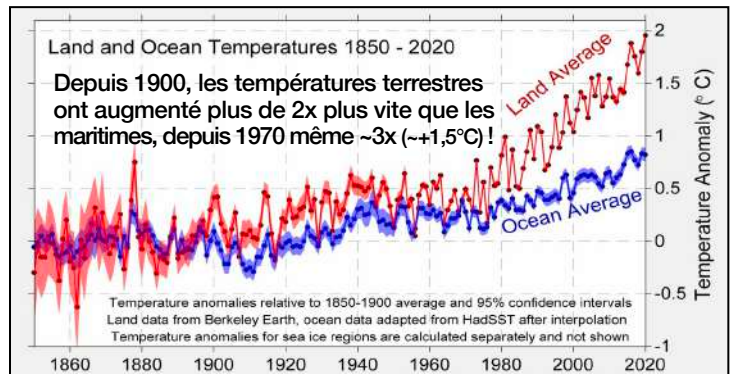 Land and Ocean Temperatures 1850 - 2020
Depuis 1900, les températures terrestres
ont augmenté plus de 2x plus vite que les
maritimes, depuis 1970 même ~3x (~+1,5°C) !
Land Average
Ocean Average
Temperature anomalies relative to 1850-1900 average and 95% confidence intervals
Land data from Berkeley Earth, ocean data adapted from HadSST after interpolation
Temperature anomalies for sea ice regions are calculated separately and not shown
2
1.5
1
0.5
0
-0.5
-1
Temperature Anomaly (° C)
1860 1880 1900 1920 1940 1960 1980 2000 2020